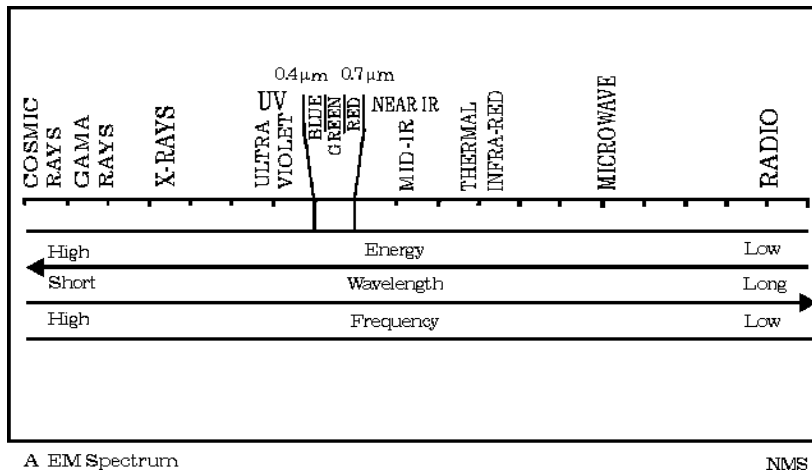 0.4μm 0.7μm
COSMIC RAYS
GAMA RAYS
X-RAYS
UV
ULTRA VIOLET
BLUE
GREEN
RED
NEAR IR
MID-IR
THERMAL INFRA-RED
MICROWAVE
RADIO
High Energy Low
Short Wavelength Long
High Frequency Low
A EM Spectrum NMS